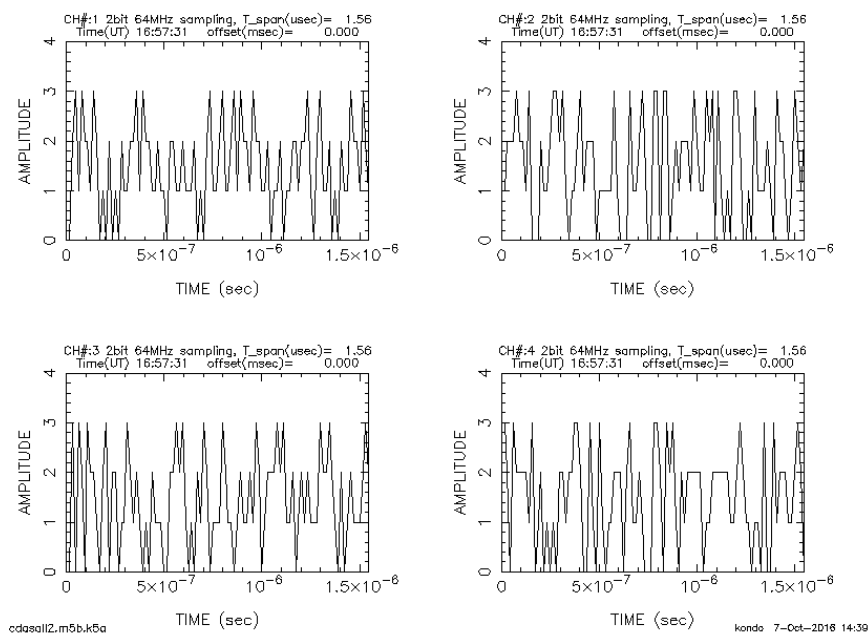 CH#:1 2bit 64MHz sampling, T_span(usec)= 1.56
Time(UT) 16:57:31 offset(msec)= 0.000
4
3
2
1
0
AMPLITUDE
0 5×10⁻⁷ 10⁻⁶ 1.5×10⁻⁶
TIME (sec)
CH#:2 2bit 64MHz sampling, T_span(usec)= 1.56
Time(UT) 16:57:31 offset(msec)= 0.000
4
3
2
1
0
AMPLITUDE
0 5×10⁻⁷ 10⁻⁶ 1.5×10⁻⁶
TIME (sec)
CH#:3 2bit 64MHz sampling, T_span(usec)= 1.56
Time(UT) 16:57:31 offset(msec)= 0.000
4
3
2
1
0
AMPLITUDE
0 5×10⁻⁷ 10⁻⁶ 1.5×10⁻⁶
TIME (sec)
CH#:4 2bit 64MHz sampling, T_span(usec)= 1.56
Time(UT) 16:57:31 offset(msec)= 0.000
4
3
2
1
0
AMPLITUDE
0 5×10⁻⁷ 10⁻⁶ 1.5×10⁻⁶
TIME (sec)
cdasall2.m5b.k5a
kondo 7-Oct-2016 14:39